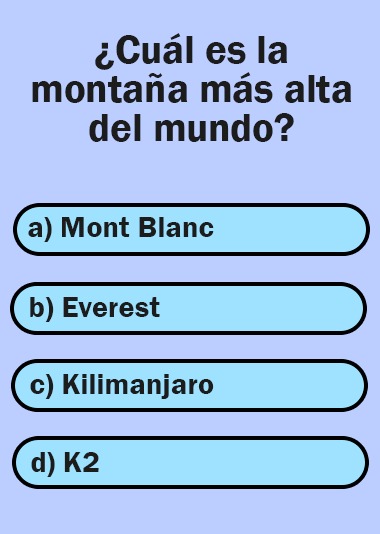 ¿Cuál es la
montaña más alta
del mundo?
a) Mont Blanc
b) Everest
c) Kilimanjaro
d) K2